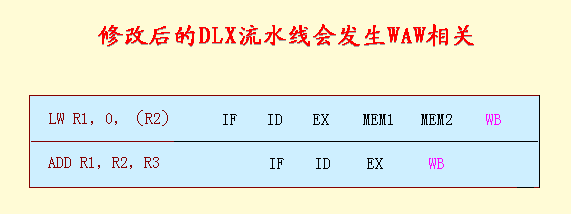 修改后的DLX流水线会发生WAW相关
LW R1, 0, (R2) IF ID EX MEM1 MEM2 WB
ADD R1, R2, R3 IF ID EX WB